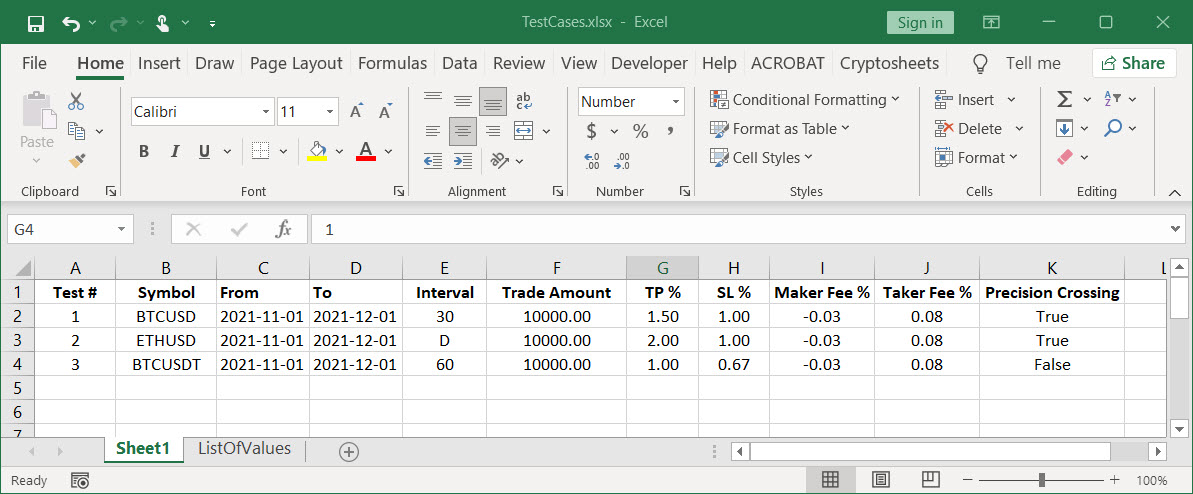 TestCases.xlsx - Excel
Sign in
File Home Insert Draw Page Layout Formulas Data Review View Developer Help ACROBAT Cryptosheets Tell me Share
Paste
Calibri 11
B I U A
ab
Number
$ % ,
Conditional Formatting
Format as Table
Cell Styles
Insert
Delete
Format
Clipboard Font Alignment Number Styles Cells Editing
G4 fx 1
A B C D E F G H I J K L
1 Test # Symbol From To Interval Trade Amount TP % SL % Maker Fee % Taker Fee % Precision Crossing
2 1 BTCUSD 2021-11-01 2021-12-01 30 10000.00 1.50 1.00 -0.03 0.08 True
3 2 ETHUSD 2021-11-01 2021-12-01 D 10000.00 2.00 1.00 -0.03 0.08 True
4 3 BTCUSDT 2021-11-01 2021-12-01 60 10000.00 1.00 0.67 -0.03 0.08 False
5
6
7
Sheet1 ListOfValues
Ready 100%